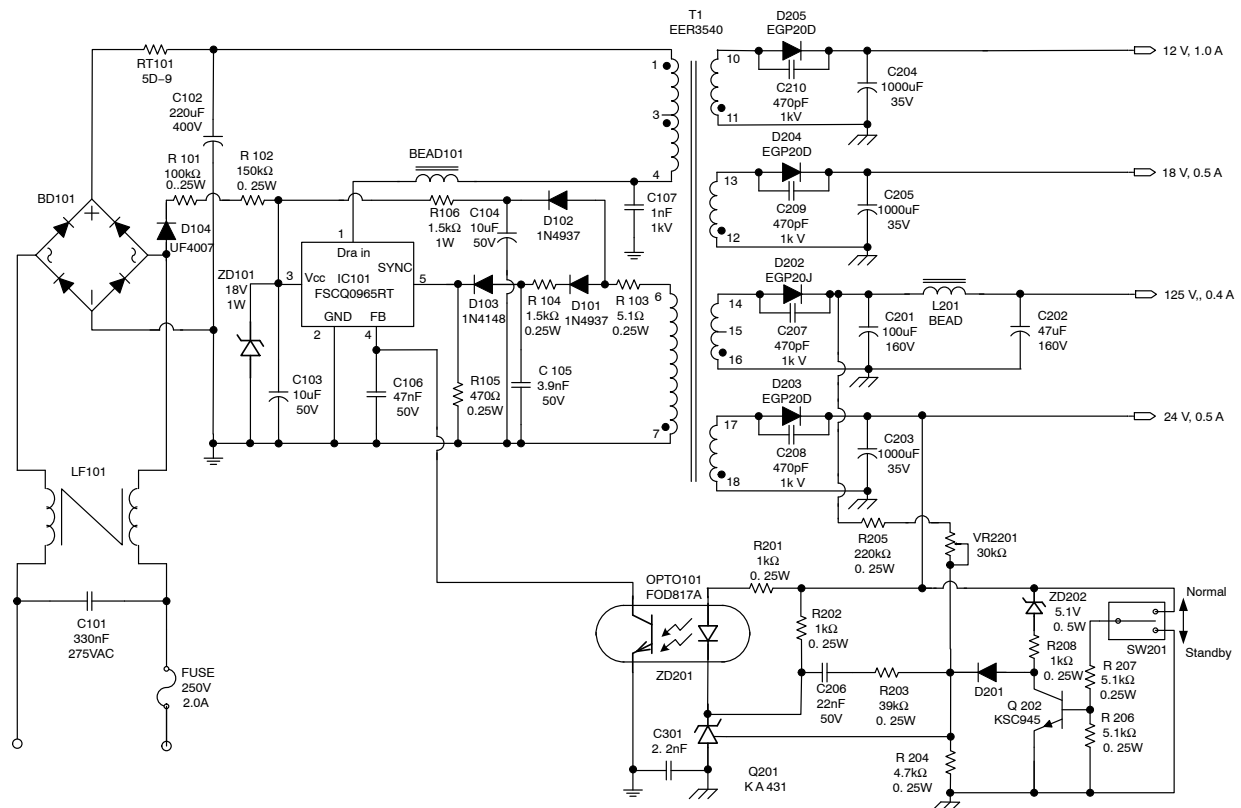 T1
EER3540
RT101
5D−9
C102
220uF
400V
R 101
100kΩ
0..25W
R 102
150kΩ
0. 25W
BD101
D104
UF4007
BEAD101
R106
1.5kΩ
1W
C104
10uF
50V
D102
1N4937
C107
1nF
1kV
1
3
4
6
7
1
Dra in
SYNC
3
Vcc
IC101
FSCQ0965RT
5
GND
FB
2
4
ZD101
18V
1W
D103
1N4148
R 104
1.5kΩ
0.25W
D101
1N4937
R 103
5.1Ω
0.25W
C103
10uF
50V
C106
47nF
50V
R105
470Ω
0.25W
C 105
3.9nF
50V
LF101
C101
330nF
275VAC
FUSE
250V
2.0A
D205
EGP20D
10
11
C210
470pF
1kV
C204
1000uF
35V
12 V, 1.0 A
D204
EGP20D
13
12
C209
470pF
1k V
C205
1000uF
35V
18 V, 0.5 A
D202
EGP20J
14
15
16
C207
470pF
1k V
C201
100uF
160V
L201
BEAD
C202
47uF
160V
125 V,, 0.4 A
D203
EGP20D
17
18
C208
470pF
1k V
C203
1000uF
35V
24 V, 0.5 A
R205
220kΩ
0. 25W
VR2201
30kΩ
OPTO101
FOD817A
ZD201
R201
1kΩ
0. 25W
R202
1kΩ
0. 25W
C206
22nF
50V
R203
39kΩ
0. 25W
D201
ZD202
5.1V
0. 5W
R208
1kΩ
0. 25W
Normal
SW201
Standby
R 207
5.1kΩ
0.25W
Q 202
KSC945
R 206
5.1kΩ
0. 25W
R 204
4.7kΩ
0. 25W
C301
2. 2nF
Q201
K A 431